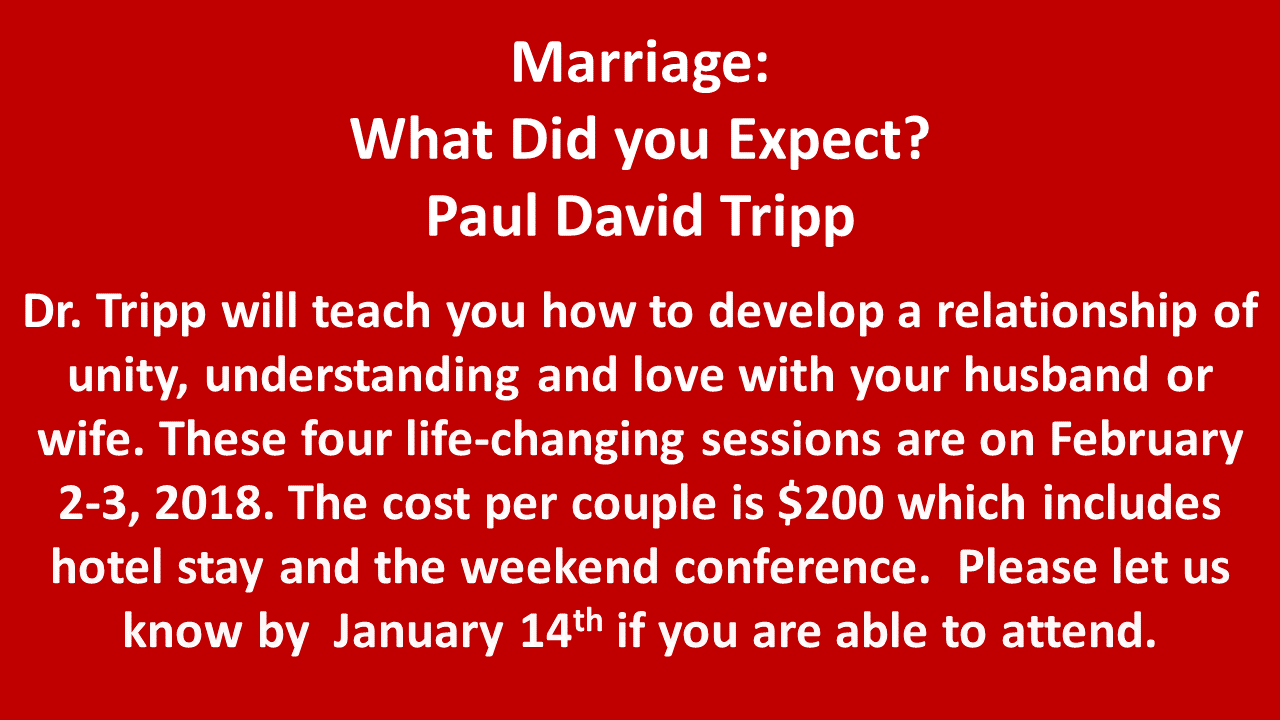 Marriage:
What Did you Expect?
Paul David Tripp
Dr. Tripp will teach you how to develop a relationship of
unity, understanding and love with your husband or
wife. These four life-changing sessions are on February
2-3, 2018. The cost per couple is $200 which includes
hotel stay and the weekend conference.  Please let us
know by  January 14th if you are able to attend.